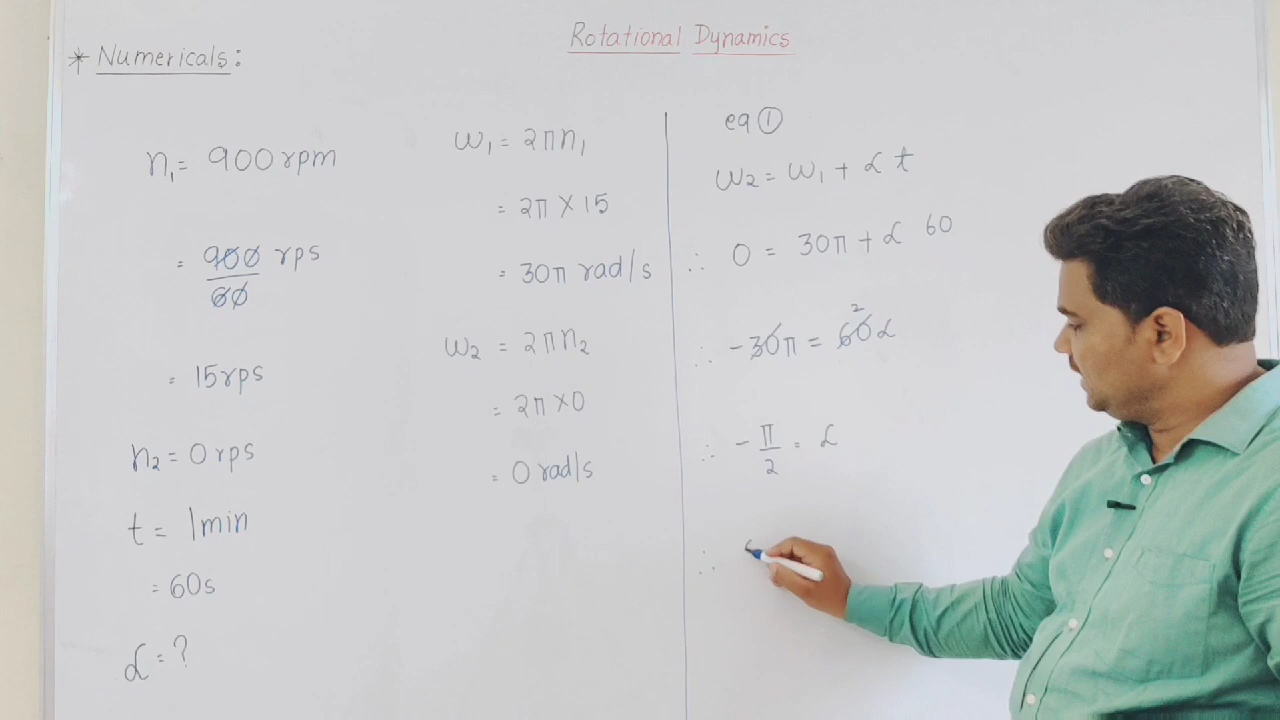 Rotational Dynamics
* Numericals:
n₁ = 900 rpm
= 900/60 rps
= 15 rps
n₂ = 0 rps
t = 1 min
= 60s
α = ?
ω₁ = 2πn₁
= 2π × 15
= 30π rad/s
ω₂ = 2πn₂
= 2π × 0
= 0 rad/s
eq ①
ω₂ = ω₁ + α t
∴ 0 = 30π + α 60
∴ -30π = 60 2 α
∴ -π/2 = α
∴